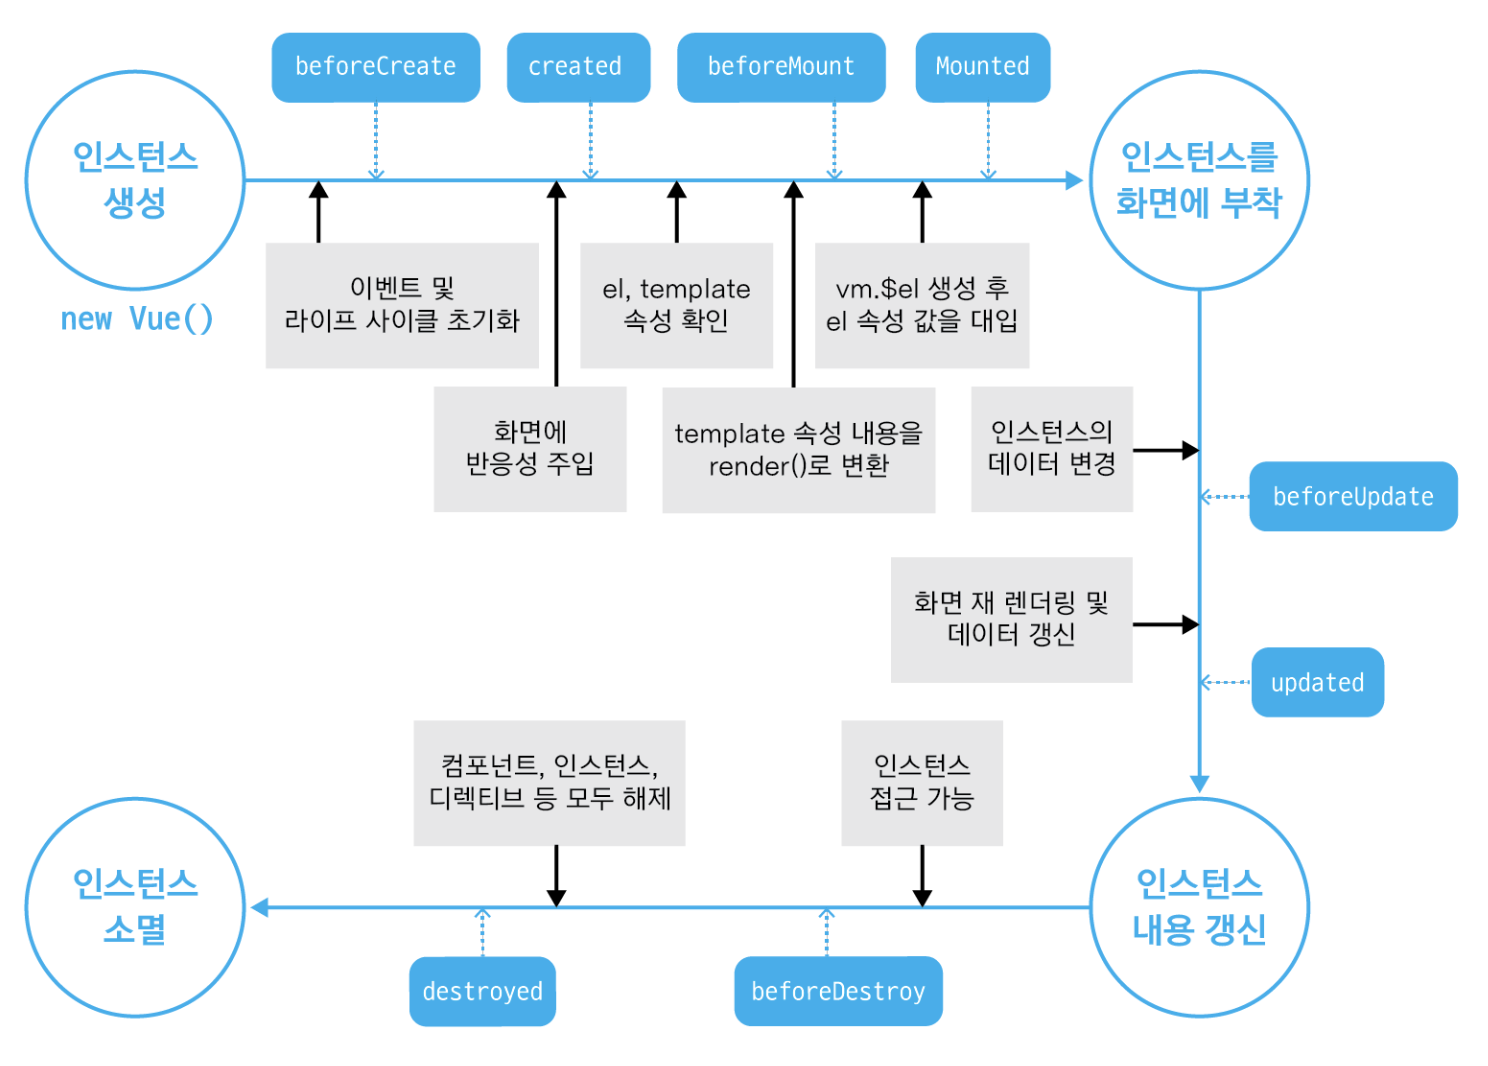 beforeCreate
created
beforeMount
Mounted
인스턴스
생성
new Vue()
인스턴스를
화면에 부착
이벤트 및
라이프 사이클 초기화
el, template
속성 확인
vm.$el 생성 후
el 속성 값을 대입
화면에
반응성 주입
template 속성 내용을
render()로 변환
인스턴스의
데이터 변경
beforeUpdate
화면 재 렌더링 및
데이터 갱신
updated
컴포넌트, 인스턴스,
디렉티브 등 모두 해제
인스턴스
접근 가능
인스턴스
소멸
인스턴스
내용 갱신
destroyed
beforeDestroy